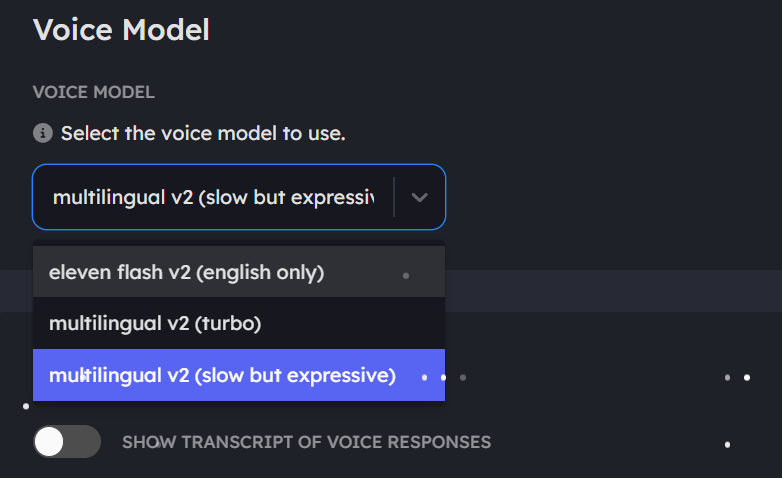 Voice Model
VOICE MODEL
Select the voice model to use.
multilingual v2 (slow but expressiv
eleven flash v2 (english only)
multilingual v2 (turbo)
multilingual v2 (slow but expressive)
SHOW TRANSCRIPT OF VOICE RESPONSES